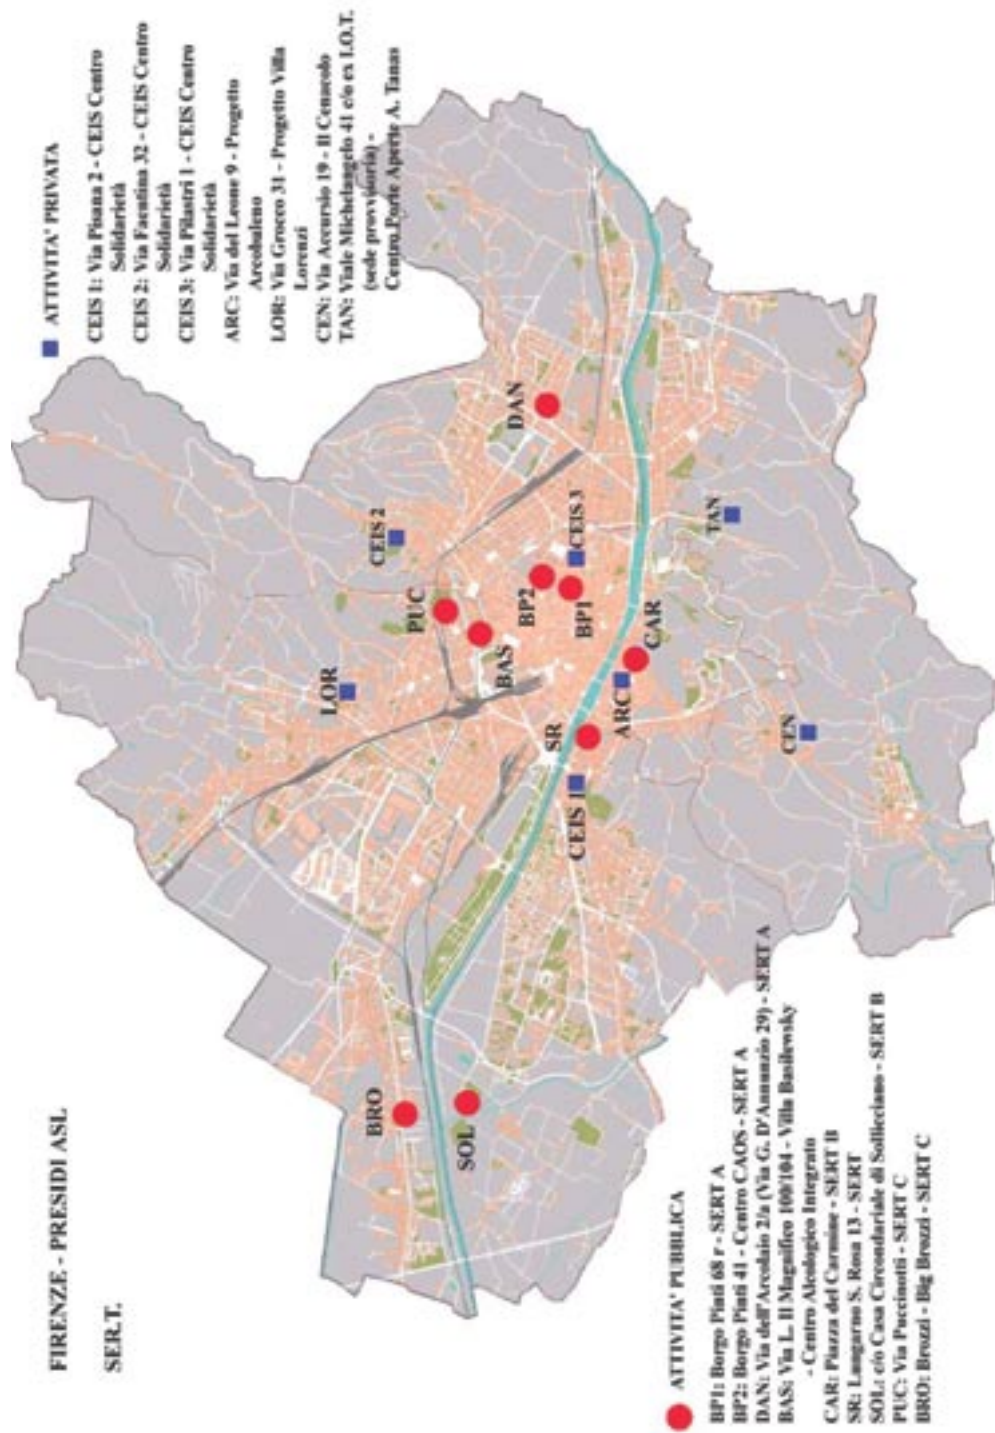 FIRENZE - PRESIDI ASL
SER.T.
ATTIVITA' PRIVATA
CEIS 1: Via Pisana 2 - CEIS Centro
Solidarietà
CEIS 2: Via Faentina 32 - CEIS Centro
Solidarietà
CEIS 3: Via Pilastri 1 - CEIS Centro
Solidarietà
ARC: Via del Leone 9 - Progetto
Arcobaleno
LOR: Via Grocco 31 - Progetto Villa
Lorenzi
CEN: Via Accursio 19 - Il Cenacolo
TAN: Viale Michelangelo 41 c/o ex I.O.T.
(sede provvisoria) -
Centro Porte Aperte A. Tanas
BRO
SOL
LOR
CEIS 2
PUC
BAS
DAN
BP2
BP1
CEIS 3
SR
CEIS 1
ARC
CAR
TAN
CEN
ATTIVITA' PUBBLICA
BP1: Borgo Pinti 68 r - SERT A
BP2: Borgo Pinti 41 - Centro CAOS - SERT A
DAN: Via dell'Arcolaio 2/a (Via G. D'Annunzio 29) - SERT A
BAS: Via L. Il Magnifico 100/104 - Villa Basilewsky
- Centro Alcologico Integrato
CAR: Piazza del Carmine - SERT B
SR: Lungarno S. Rosa 13 - SERT
SOL: c/o Casa Circondariale di Sollicciano - SERT B
PUC: Via Puccinotti - SERT C
BRO: Brozzi - Big Brozzi - SERT C